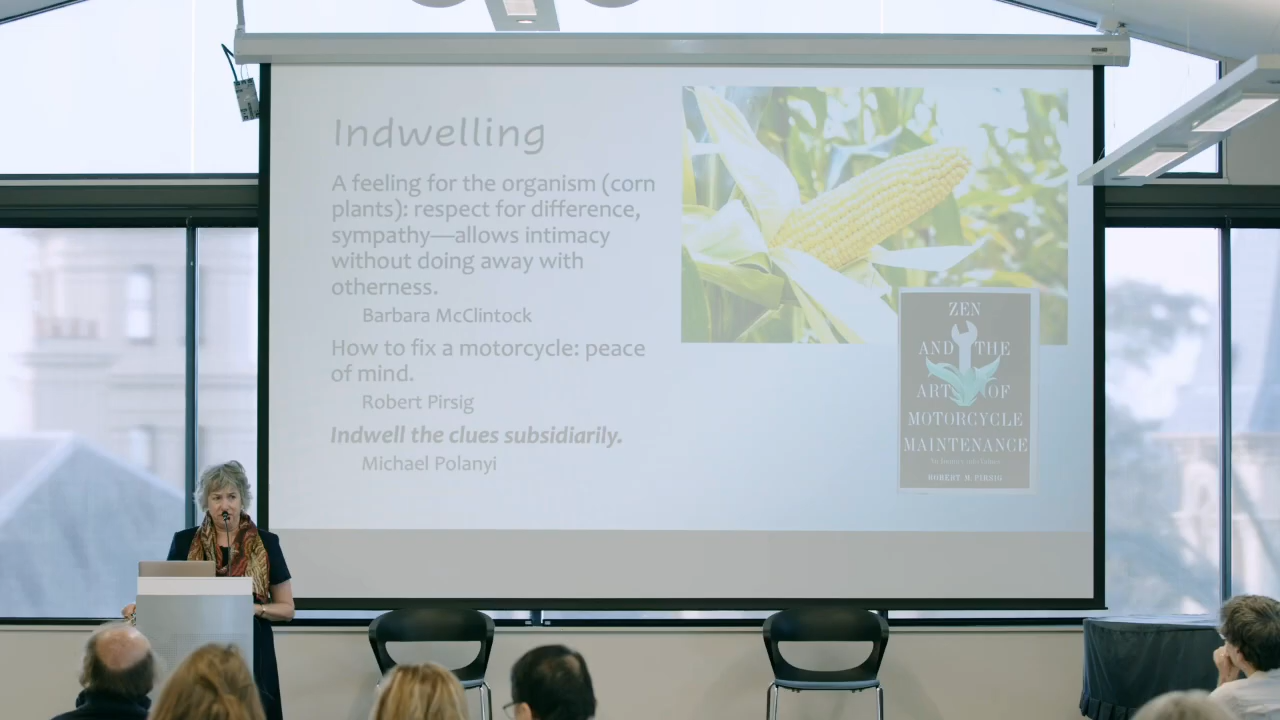 Indwelling
A feeling for the organism (corn
plants): respect for difference,
sympathy—allows intimacy
without doing away with
otherness.
Barbara McClintock
How to fix a motorcycle: peace
of mind.
Robert Pirsig
Indwell the clues subsidiarily.
Michael Polanyi
ZEN
AND THE
ART OF
MOTORCYCLE
MAINTENANCE
ROBERT M. PIRSIG